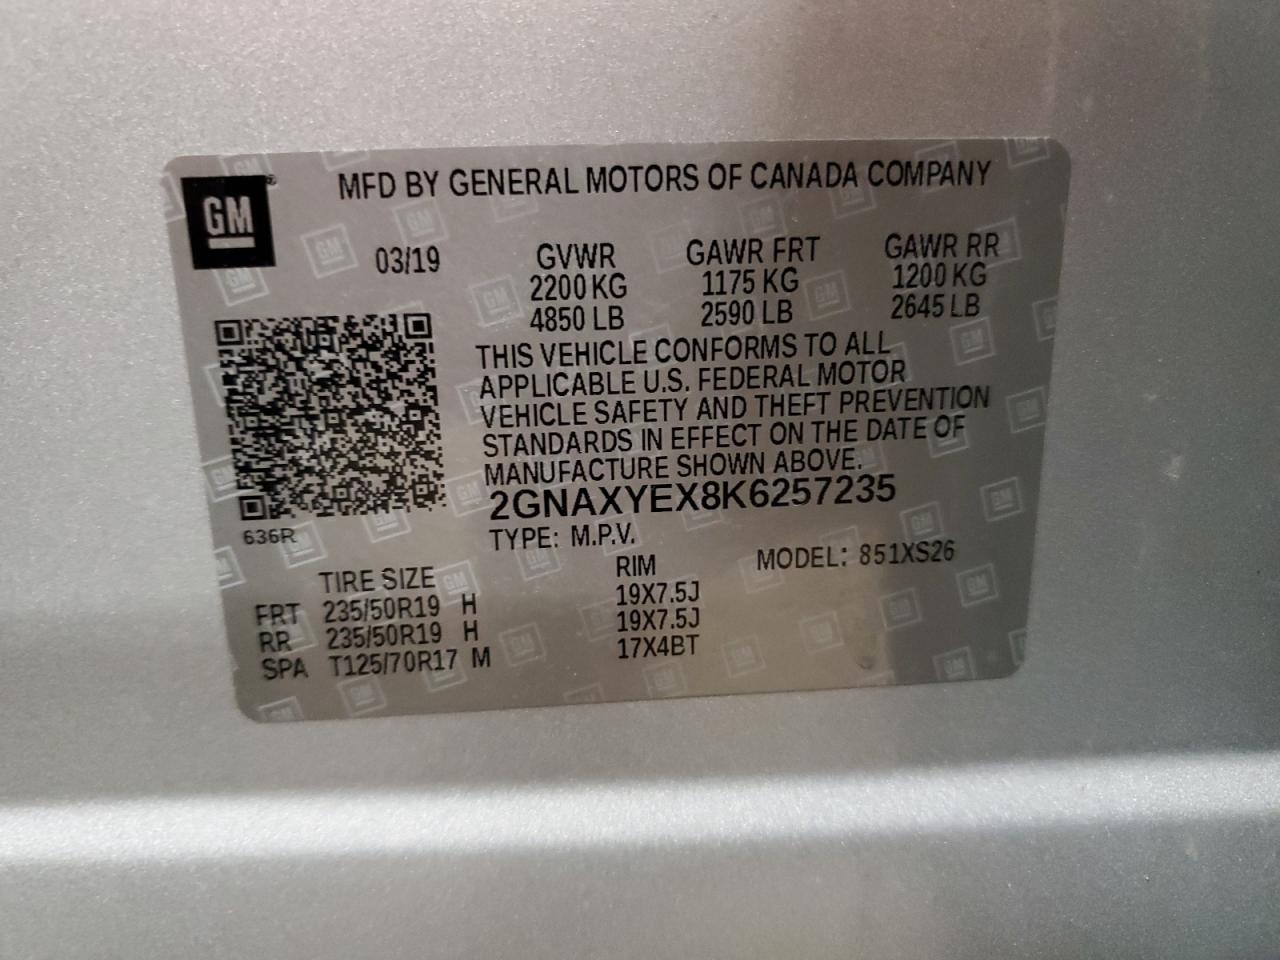 GM®
MFD BY GENERAL MOTORS OF CANADA COMPANY
03/19 GVWR GAWR FRT GAWR RR
2200 KG 1175 KG 1200 KG
4850 LB 2590 LB 2645 LB
THIS VEHICLE CONFORMS TO ALL
APPLICABLE U.S. FEDERAL MOTOR
VEHICLE SAFETY AND THEFT PREVENTION
STANDARDS IN EFFECT ON THE DATE OF
MANUFACTURE SHOWN ABOVE.
2GNAXYEX8K6257235
636R
TYPE: M.P.V. MODEL: 851XS26
TIRE SIZE RIM
FRT 235/50R19 H 19X7.5J
RR 235/50R19 H 19X7.5J
SPA T125/70R17 M 17X4BT